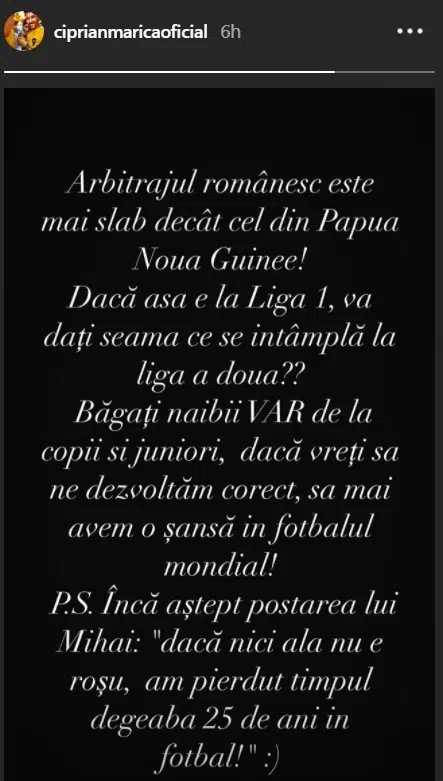 ciprianmaricaoficial 6h
Arbitrajul românesc este
mai slab decât cel din Papua
Noua Guinee!
Dacă asa e la Liga 1, va
dați seama ce se intâmplă la
liga a doua??
Băgați naibii VAR de la
copii si juniori, dacă vreți sa
ne dezvoltăm corect, sa mai
avem o șansă in fotbalul
mondial!
P.S. Încă aștept postarea lui
Mihai: "dacă nici ala nu e
roșu, am pierdut timpul
degeaba 25 de ani in
fotbal!" :)